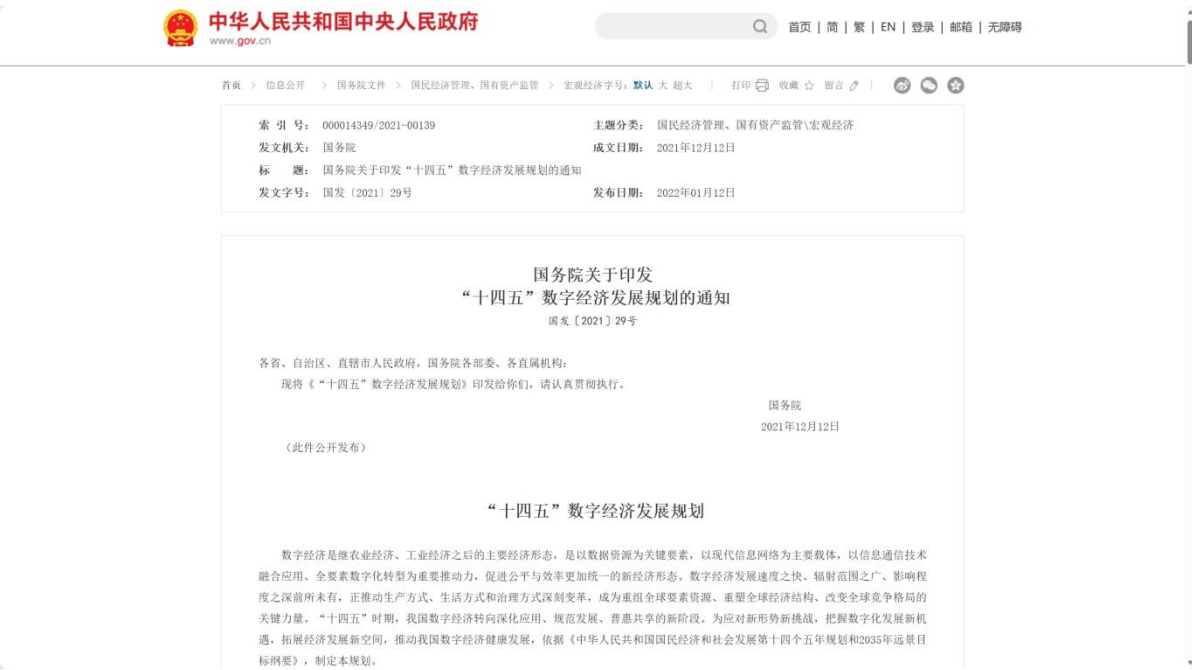 中华人民共和国中央人民政府
www.gov.cn
首页 | 简 | 繁 | EN | 登录 | 邮箱 | 无障碍
首页 > 信息公开 > 国务院文件 > 国民经济管理、国有资产监管 > 宏观经济字号：默认 大 超大 | 打印 收藏 留言 |
索 引 号： 000014349/2021-00139 主题分类： 国民经济管理、国有资产监管\宏观经济
发文机关： 国务院 成文日期： 2021年12月12日
标 题： 国务院关于印发“十四五”数字经济发展规划的通知
发文字号： 国发〔2021〕29号 发布日期： 2022年01月12日
国务院关于印发
“十四五”数字经济发展规划的通知
国发〔2021〕29号
各省、自治区、直辖市人民政府，国务院各部委、各直属机构：
现将《“十四五”数字经济发展规划》印发给你们，请认真贯彻执行。
国务院
2021年12月12日
（此件公开发布）
“十四五”数字经济发展规划
数字经济是继农业经济、工业经济之后的主要经济形态，是以数据资源为关键要素，以现代信息网络为主要载体，以信息通信技术
融合应用、全要素数字化转型为重要推动力，促进公平与效率更加统一的新经济形态。数字经济发展速度之快、辐射范围之广、影响程
度之深前所未有，正推动生产方式、生活方式和治理方式深刻变革，成为重组全球要素资源、重塑全球经济结构、改变全球竞争格局的
关键力量。“十四五”时期，我国数字经济转向深化应用、规范发展、普惠共享的新阶段。为应对新形势新挑战，把握数字化发展新机
遇，拓展经济发展新空间，推动我国数字经济健康发展，依据《中华人民共和国国民经济和社会发展第十四个五年规划和2035年远景目
标纲要》，制定本规划。